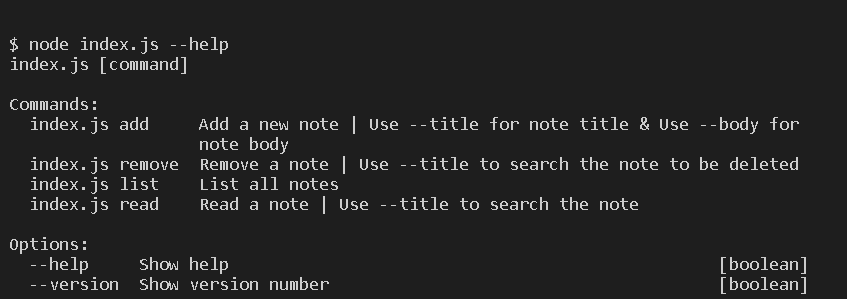 $ node index.js --help
index.js [command]
Commands:
index.js add Add a new note | Use --title for note title & Use --body for
note body
index.js remove Remove a note | Use --title to search the note to be deleted
index.js list List all notes
index.js read Read a note | Use --title to search the note
Options:
--help Show help [boolean]
--version Show version number [boolean]